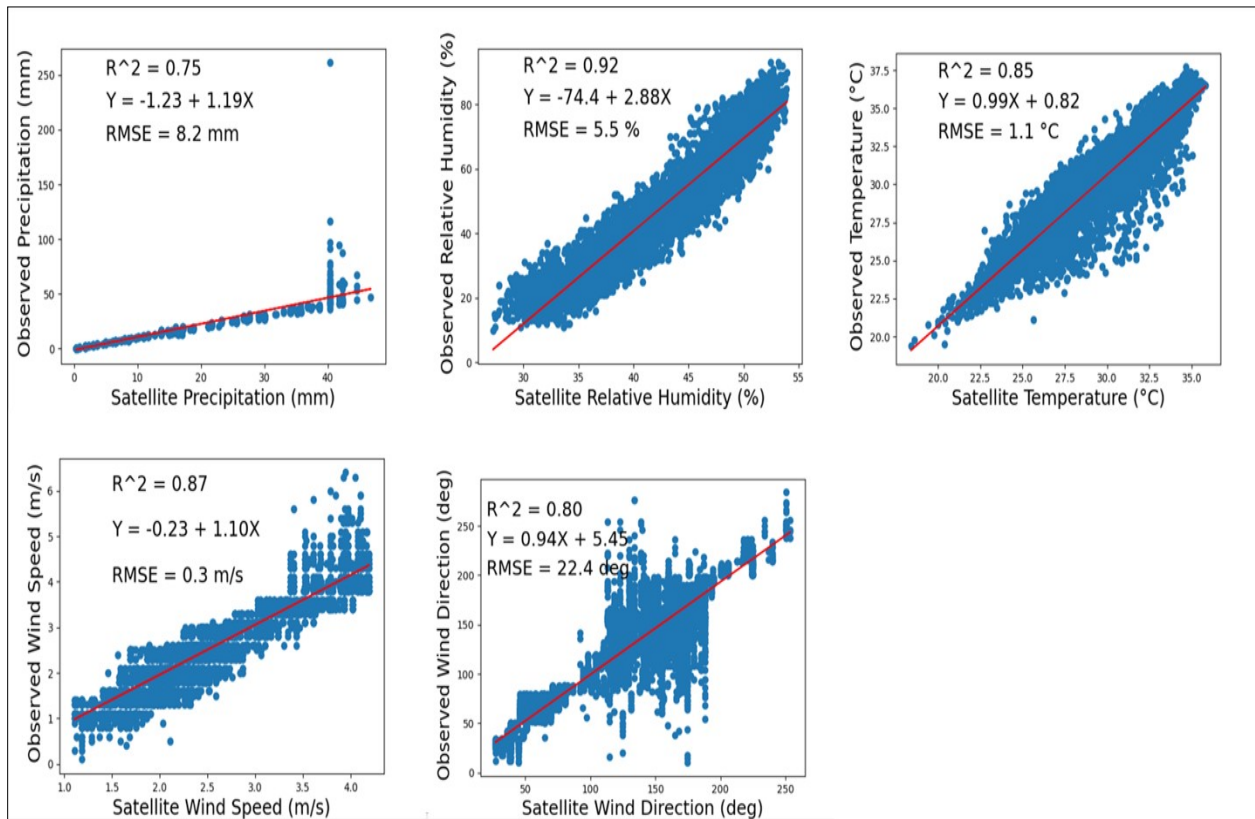 Observed Precipitation (mm)
R^2 = 0.75
Y = -1.23 + 1.19X
RMSE = 8.2 mm
250
200
150
100
50
0
0 10 20 30 40
Satellite Precipitation (mm)
Observed Relative Humidity (%)
R^2 = 0.92
Y = -74.4 + 2.88X
RMSE = 5.5 %
80
60
40
20
0
30 35 40 45 50 55
Satellite Relative Humidity (%)
Observed Temperature (°C)
R^2 = 0.85
Y = 0.99X + 0.82
RMSE = 1.1 °C
37.5
35.0
32.5
30.0
27.5
25.0
22.5
20.0
20.0 22.5 25.0 27.5 30.0 32.5 35.0
Satellite Temperature (°C)
Observed Wind Speed (m/s)
R^2 = 0.87
Y = -0.23 + 1.10X
RMSE = 0.3 m/s
6
5
4
3
2
1
0
1.0 1.5 2.0 2.5 3.0 3.5 4.0
Satellite Wind Speed (m/s)
Observed Wind Direction (deg)
R^2 = 0.80
Y = 0.94X + 5.45
RMSE = 22.4 deg
250
200
150
100
50
0
50 100 150 200 250
Satellite Wind Direction (deg)